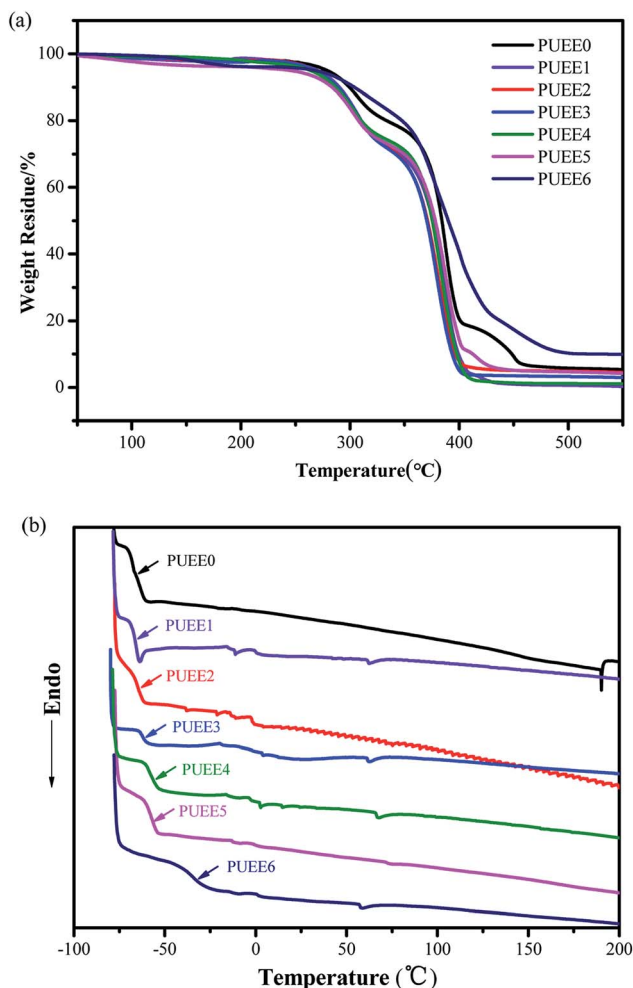 (a)
100
80
60
40
20
0
Weight Residue/%
PUEE0
PUEE1
PUEE2
PUEE3
PUEE4
PUEE5
PUEE6
100 200 300 400 500
Temperature(°C)
(b)
Endo
PUEE0
PUEE1
PUEE2
PUEE3
PUEE4
PUEE5
PUEE6
-100 -50 0 50 100 150 200
Temperature (℃)